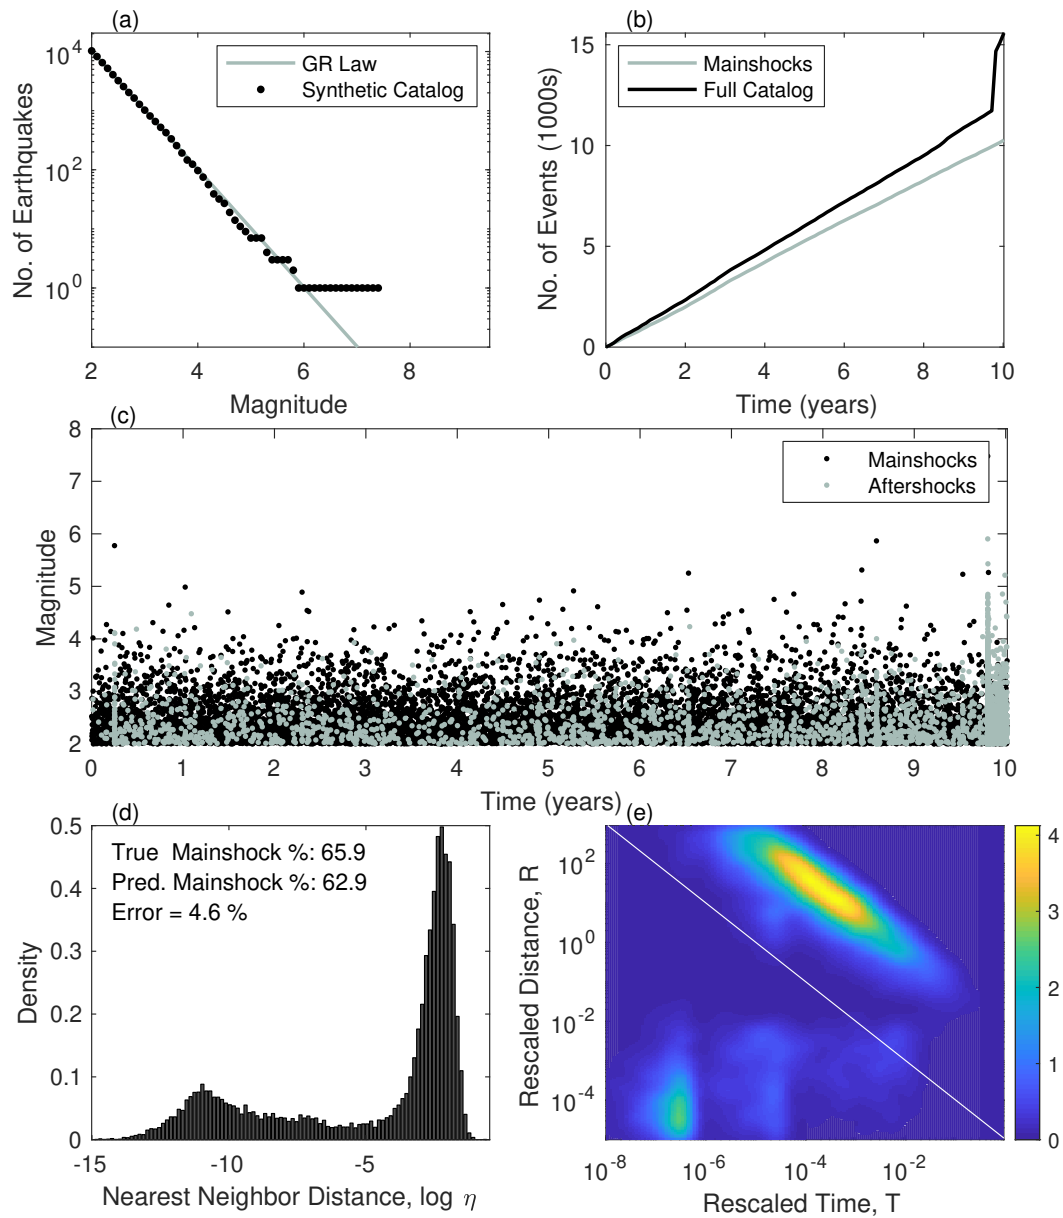 (a)
GR Law
Synthetic Catalog
10^4
10^2
10^0
No. of Earthquakes
2
4
6
8
Magnitude
(b)
Mainshocks
Full Catalog
15
10
5
0
No. of Events (1000s)
0
2
4
6
8
10
Time (years)
(c)
Mainshocks
Aftershocks
8
7
6
5
4
3
2
Magnitude
0
1
2
3
4
5
6
7
8
9
10
Time (years)
(d)
True Mainshock %: 65.9
Pred. Mainshock %: 62.9
Error = 4.6 %
0.5
0.4
0.3
0.2
0.1
0
Density
-15
-10
-5
Nearest Neighbor Distance, log η
(e)
10^2
10^0
10^-2
10^-4
Rescaled Distance, R
10^-8
10^-6
10^-4
10^-2
Rescaled Time, T
4
3
2
1
0